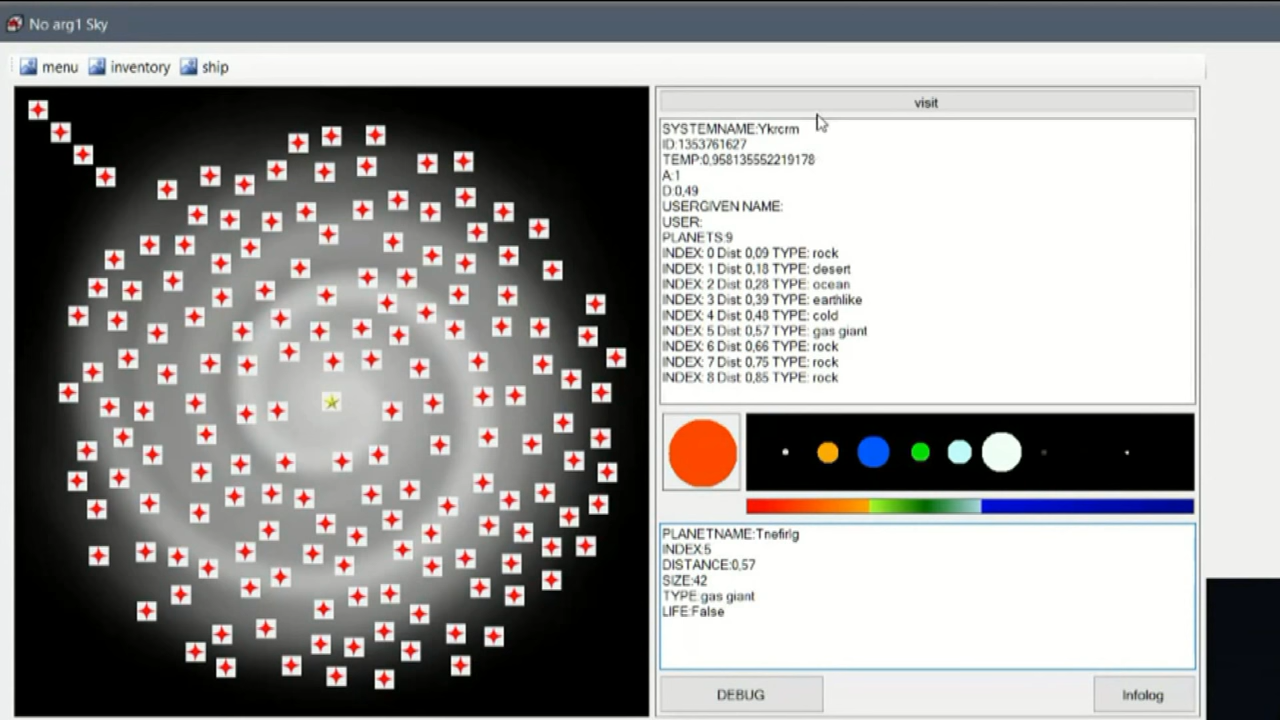 No arg1 Sky
menu inventory ship
visit
SYSTEMNAME:Ykrcrm
ID:1353761627
TEMP:0,958135552219178
A:1
D:0,49
USERGIVEN NAME:
USER:
PLANETS:9
INDEX: 0 Dist 0,09 TYPE: rock
INDEX: 1 Dist 0,18 TYPE: desert
INDEX: 2 Dist 0,28 TYPE: ocean
INDEX: 3 Dist 0,39 TYPE: earthlike
INDEX: 4 Dist 0,48 TYPE: cold
INDEX: 5 Dist 0,57 TYPE: gas giant
INDEX: 6 Dist 0,66 TYPE: rock
INDEX: 7 Dist 0,75 TYPE: rock
INDEX: 8 Dist 0,85 TYPE: rock
PLANETNAME:Tnefirlg
INDEX:5
DISTANCE:0,57
SIZE:42
TYPE:gas giant
LIFE:False
DEBUG
Infolog